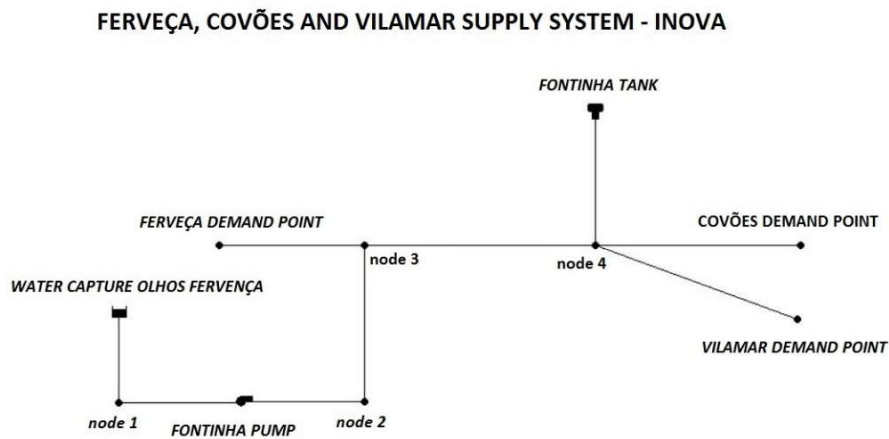 FERVEÇA, COVÕES AND VILAMAR SUPPLY SYSTEM - INOVA
FONTINHA TANK
FERVEÇA DEMAND POINT
COVÕES DEMAND POINT
node 3
node 4
WATER CAPTURE OLHOS FERVENÇA
VILAMAR DEMAND POINT
node 1
FONTINHA PUMP
node 2